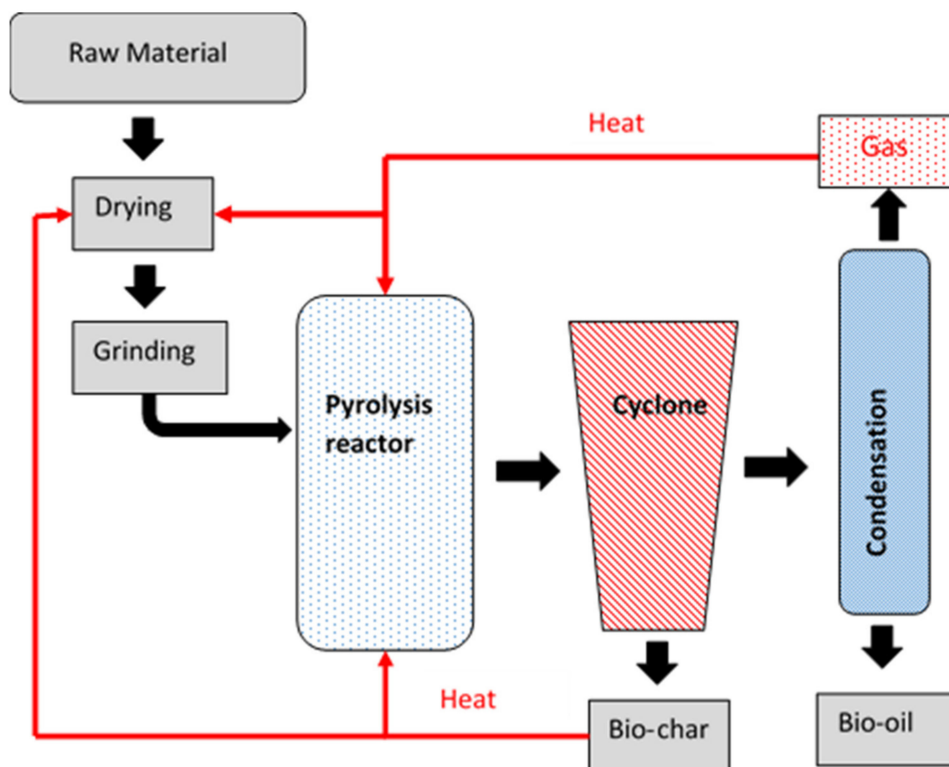 Raw Material
Heat
Gas
Drying
Grinding
Pyrolysis
reactor
Cyclone
Condensation
Heat
Bio-char
Bio-oil